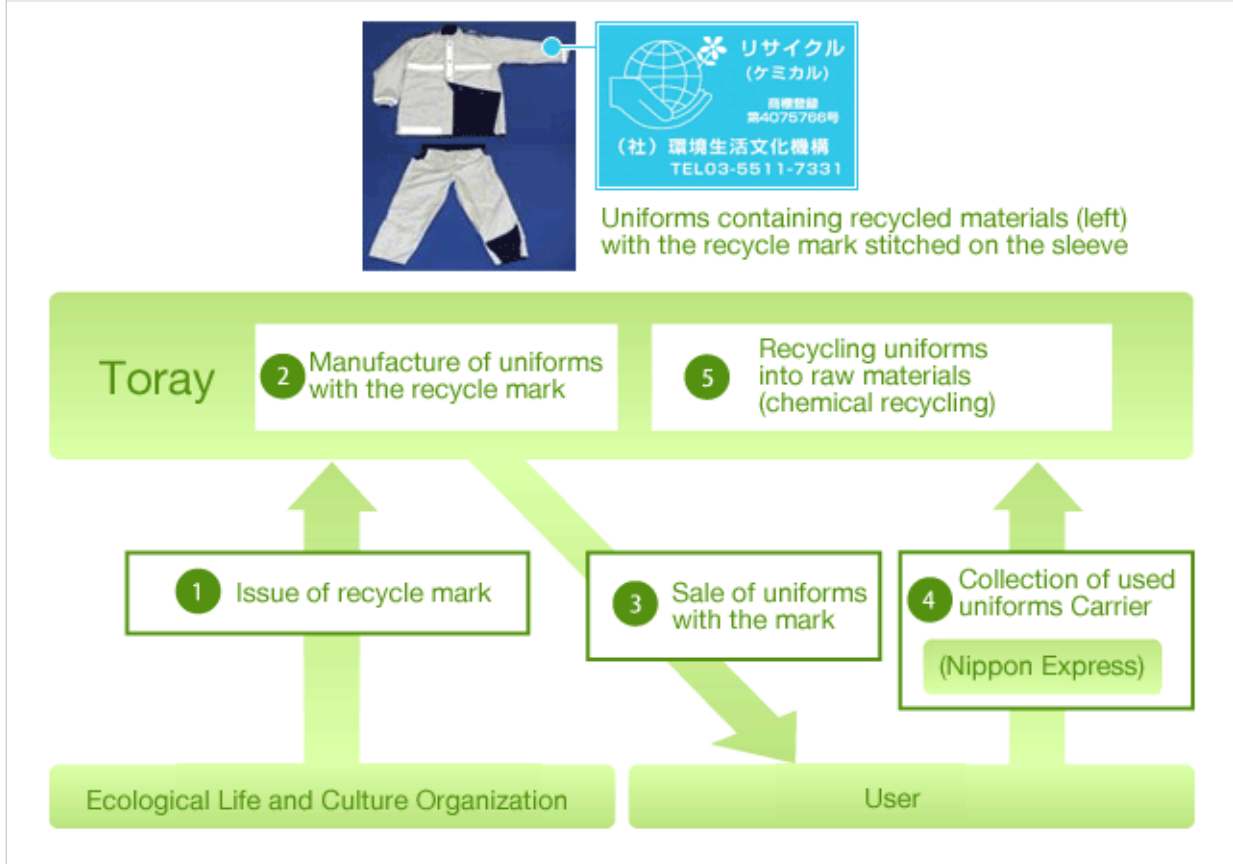 リサイクル
(ケミカル)
商標登録
第4075766号
(社)環境生活文化機構
TEL03-5511-7331
Uniforms containing recycled materials (left)
with the recycle mark stitched on the sleeve
Toray
2 Manufacture of uniforms
with the recycle mark
5 Recycling uniforms
into raw materials
(chemical recycling)
1 Issue of recycle mark
3 Sale of uniforms
with the mark
4 Collection of used
uniforms Carrier
(Nippon Express)
Ecological Life and Culture Organization
User